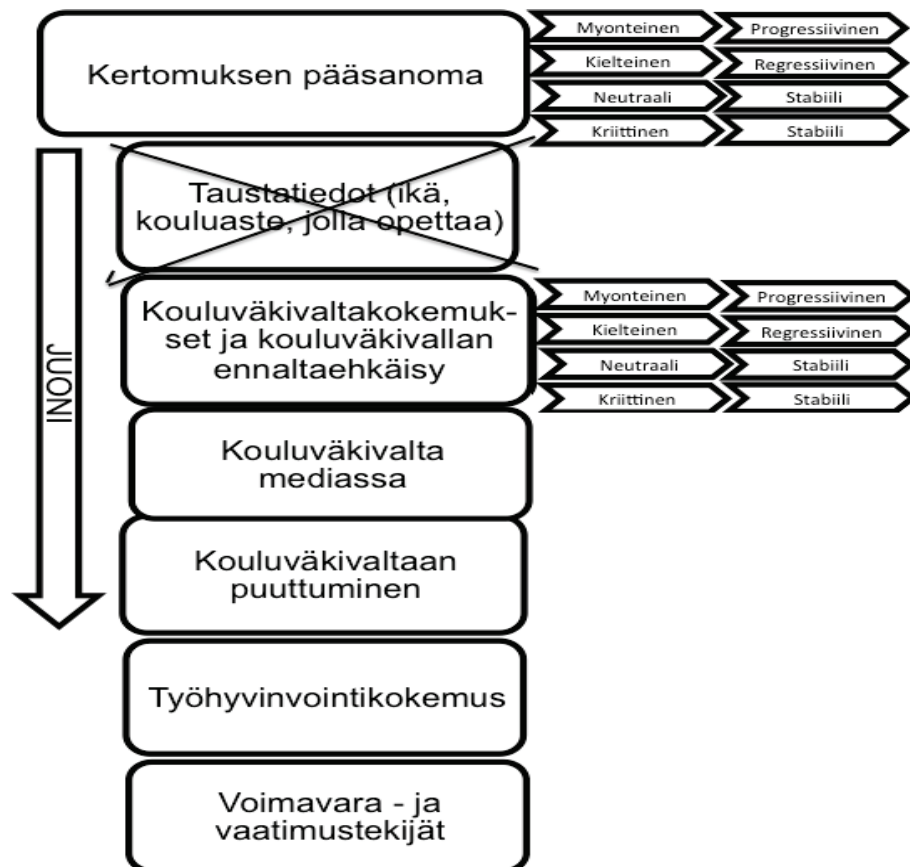 Kertomuksen pääsanoma
Myonteinen
Progressiivinen
Kielteinen
Regressiivinen
Neutraali
Stabiili
Kriittinen
Stabiili
JUONI
Taustatiedot (ikä,
kouluaste, jolla opettaa)
Kouluväkivaltakokemuk-
set ja kouluväkivallan
ennaltaehkäisy
Myonteinen
Progressiivinen
Kielteinen
Regressiivinen
Neutraali
Stabiili
Kriittinen
Stabiili
Kouluväkivalta
mediassa
Kouluväkivaltaan
puuttuminen
Työhyvinvointikokemus
Voimavara - ja
vaatimustekijät